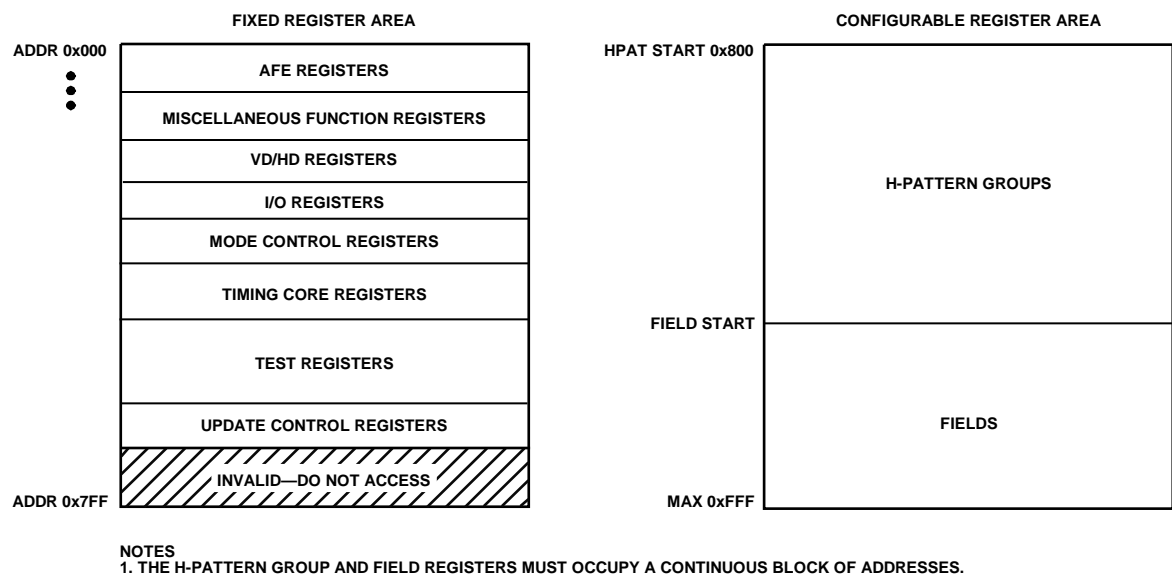 FIXED REGISTER AREA
ADDR 0x000
AFE REGISTERS
MISCELLANEOUS FUNCTION REGISTERS
VD/HD REGISTERS
I/O REGISTERS
MODE CONTROL REGISTERS
TIMING CORE REGISTERS
TEST REGISTERS
UPDATE CONTROL REGISTERS
INVALID—DO NOT ACCESS
ADDR 0x7FF
CONFIGURABLE REGISTER AREA
HPAT START 0x800
H-PATTERN GROUPS
FIELD START
FIELDS
MAX 0xFFF
NOTES
1. THE H-PATTERN GROUP AND FIELD REGISTERS MUST OCCUPY A CONTINUOUS BLOCK OF ADDRESSES.